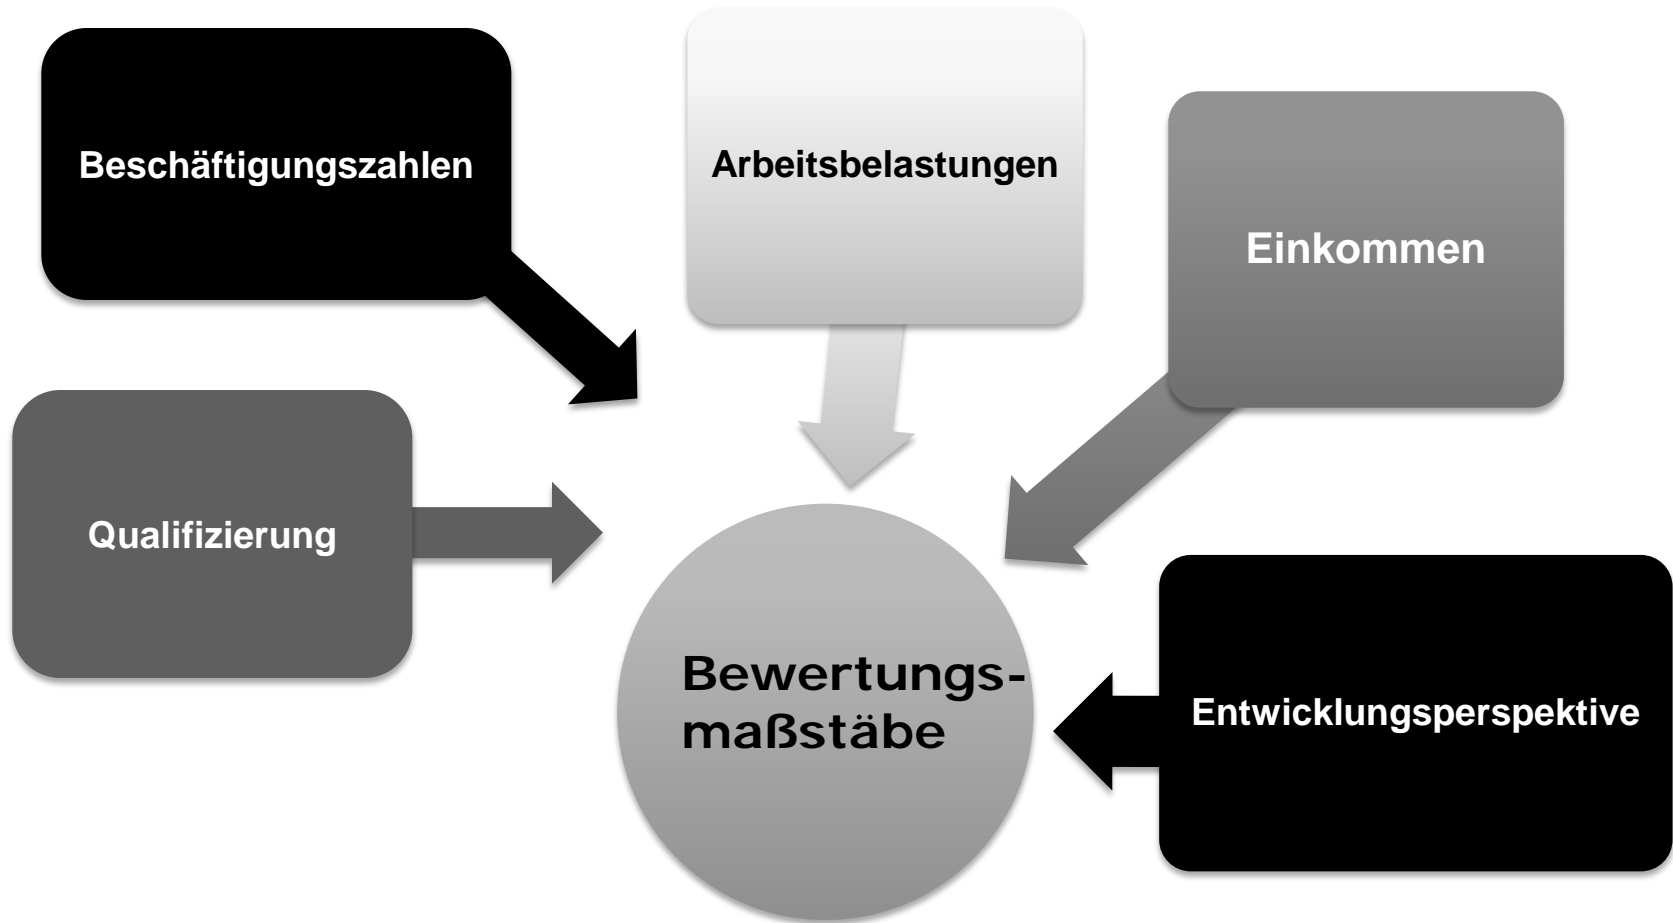 Beschäftigungszahlen
Arbeitsbelastungen
Einkommen
Qualifizierung
Bewertungs-
maßstäbe
Entwicklungsperspektive